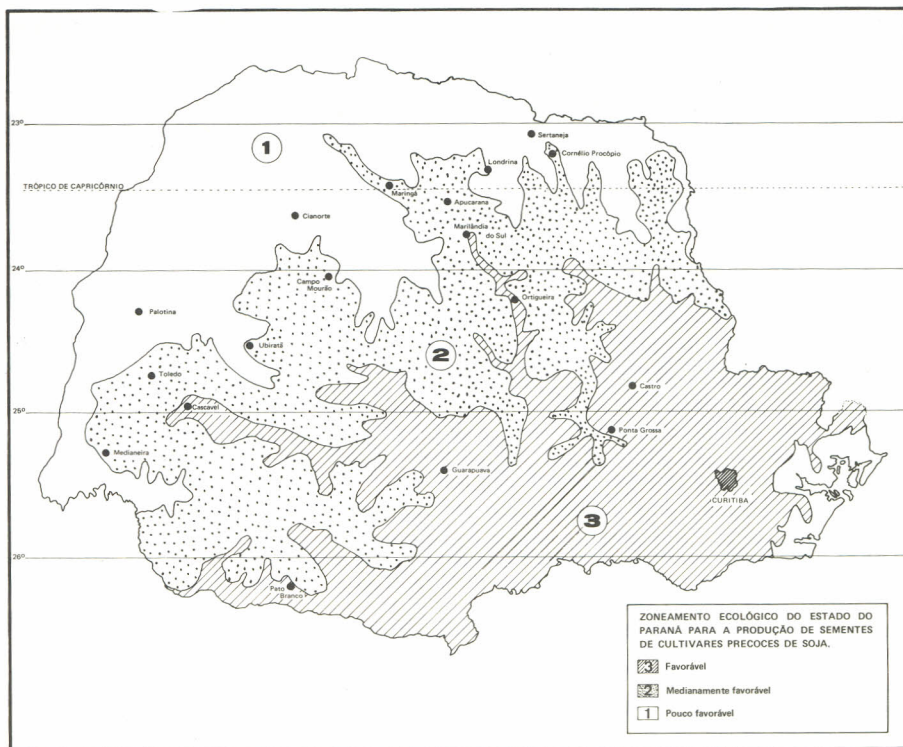 23º
1
Sertaneja
Cornélio Procópio
Londrina
TRÓPICO DE CAPRICÓRNIO
Maringá
Apucarana
Cianorte
Marilândia
do Sul
24º
Campo
Mourão
Ortigueira
Palotina
Ubiratã
2
Toledo
Castro
25º
Cascavel
Ponta Grossa
Medianeira
Guarapuava
CURITIBA
3
26º
Pato
Branco
ZONEAMENTO ECOLÓGICO DO ESTADO DO
PARANÁ PARA A PRODUÇÃO DE SEMENTES
DE CULTIVARES PRECOCES DE SOJA.
3 Favorável
2 Medianamente favorável
1 Pouco favorável